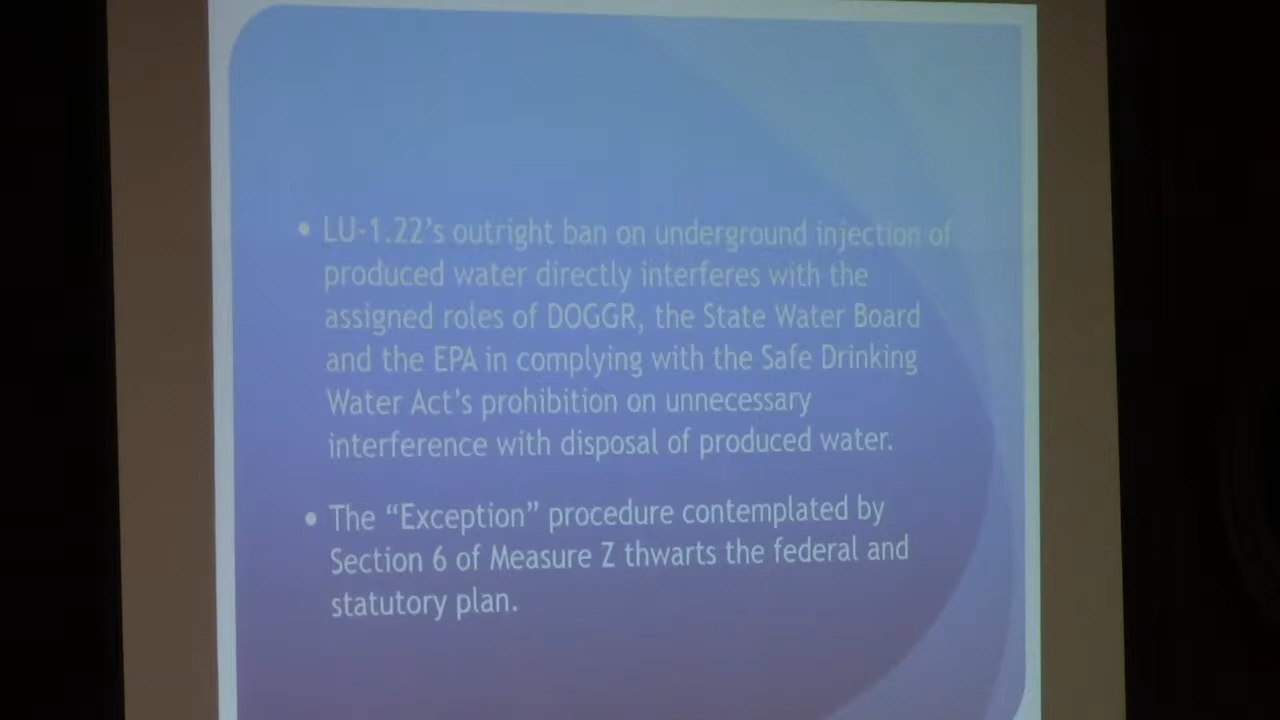 • LU-1.22's outright ban on underground injection of
produced water directly interferes with the
assigned roles of DOGGR, the State Water Board
and the EPA in complying with the Safe Drinking
Water Act's prohibition on unnecessary
interference with disposal of produced water.
• The “Exception” procedure contemplated by
Section 6 of Measure Z thwarts the federal and
statutory plan.